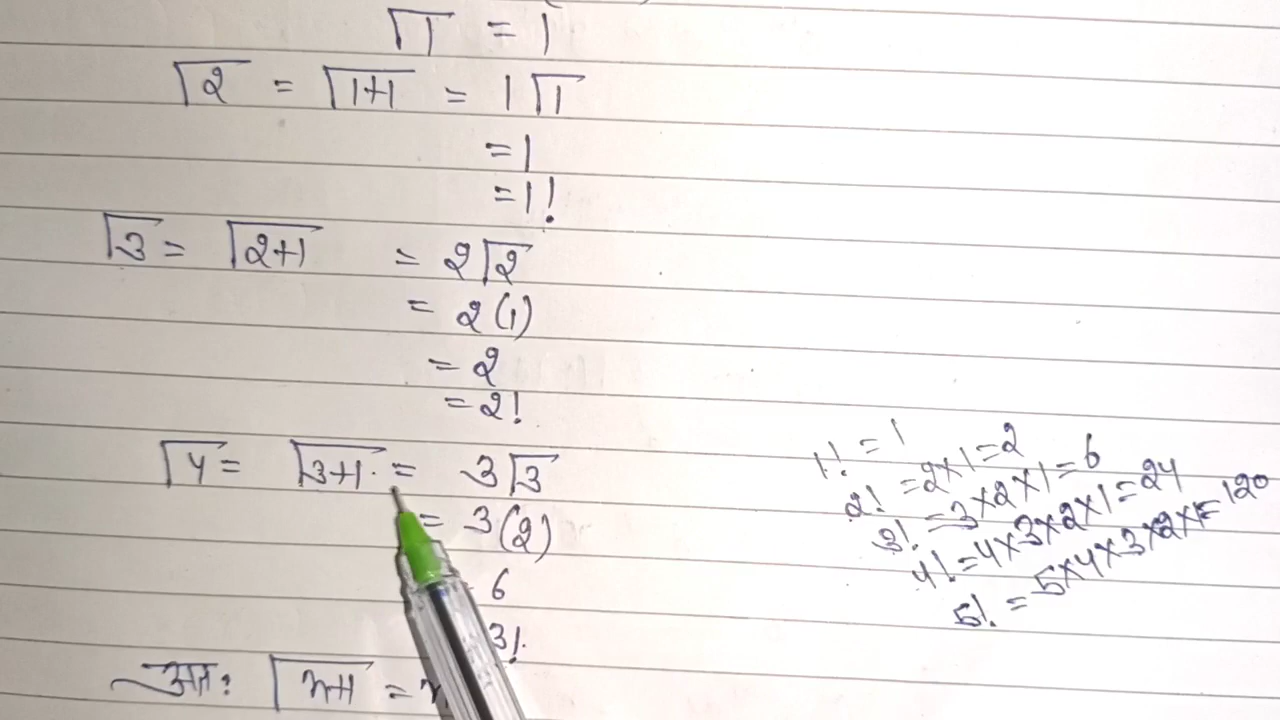 Γ1 = 1
Γ2 = Γ1+1 = 1Γ1
= 1
= 1!
Γ3 = Γ2+1 = 2Γ2
= 2(1)
= 2
= 2!
Γ4 = Γ3+1 = 3Γ3
= 3(2)
6
3!
अतः Γn+1 =
1! = 1
2! = 2×1=2
3! = 3×2×1=6
4! = 4×3×2×1=24
5! = 5×4×3×2×1=120